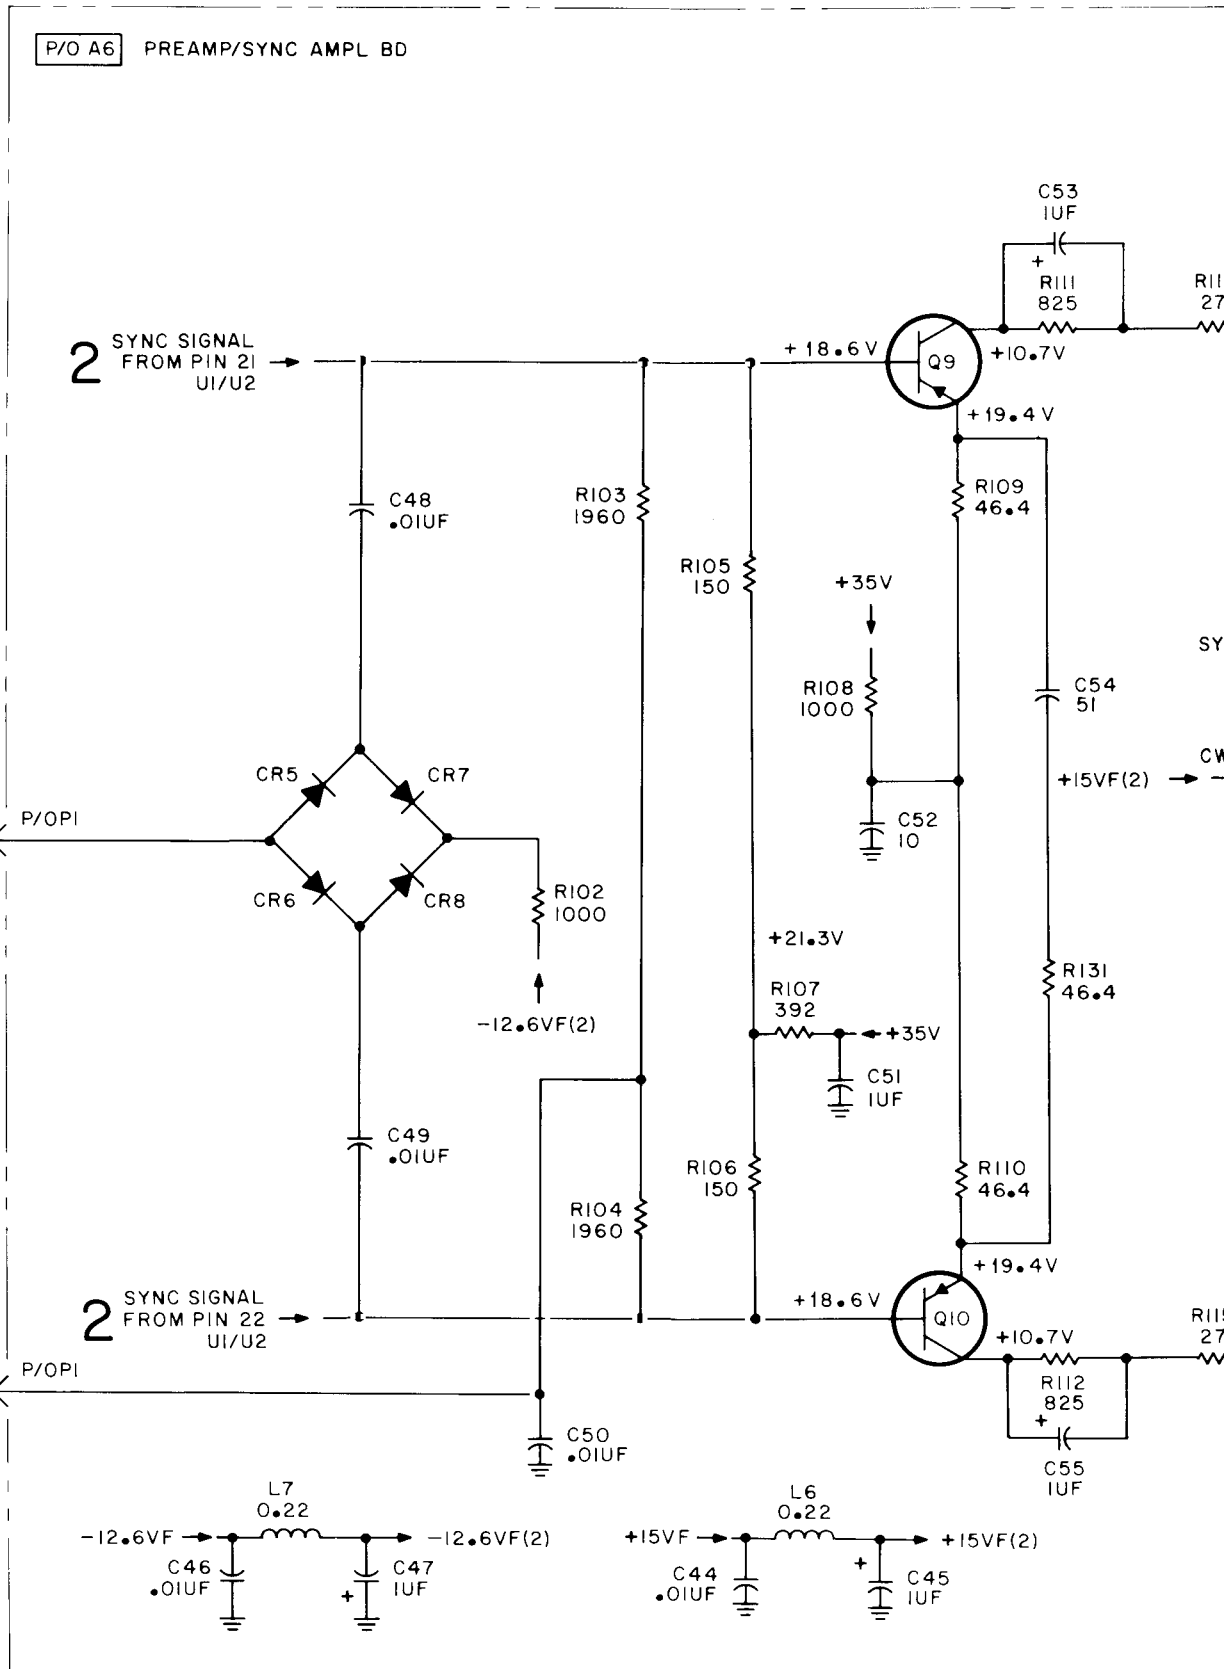 P/O A6 PREAMP/SYNC AMPL BD
C53
1UF
+
R111
825
R11
27
2
SYNC SIGNAL
FROM PIN 21
U1/U2
+18.6V
Q9
+10.7V
+19.4V
C48
.01UF
R103
1960
R109
46.4
R105
150
+35V
SY
R108
1000
C54
51
CR5
CR7
+15VF(2)
CW
P/OP1
C52
10
CR6
CR8
R102
1000
+21.3V
R107
392
R131
46.4
-12.6VF(2)
+35V
C51
1UF
C49
.01UF
R106
150
R110
46.4
R104
1960
+19.4V
2
SYNC SIGNAL
FROM PIN 22
U1/U2
+18.6V
Q10
+10.7V
R115
27
P/OP1
R112
825
+
C55
1UF
C50
.01UF
L7
0.22
L6
0.22
-12.6VF
-12.6VF(2)
+15VF
+15VF(2)
C46
.01UF
C47
1UF
+
C44
.01UF
+
C45
1UF